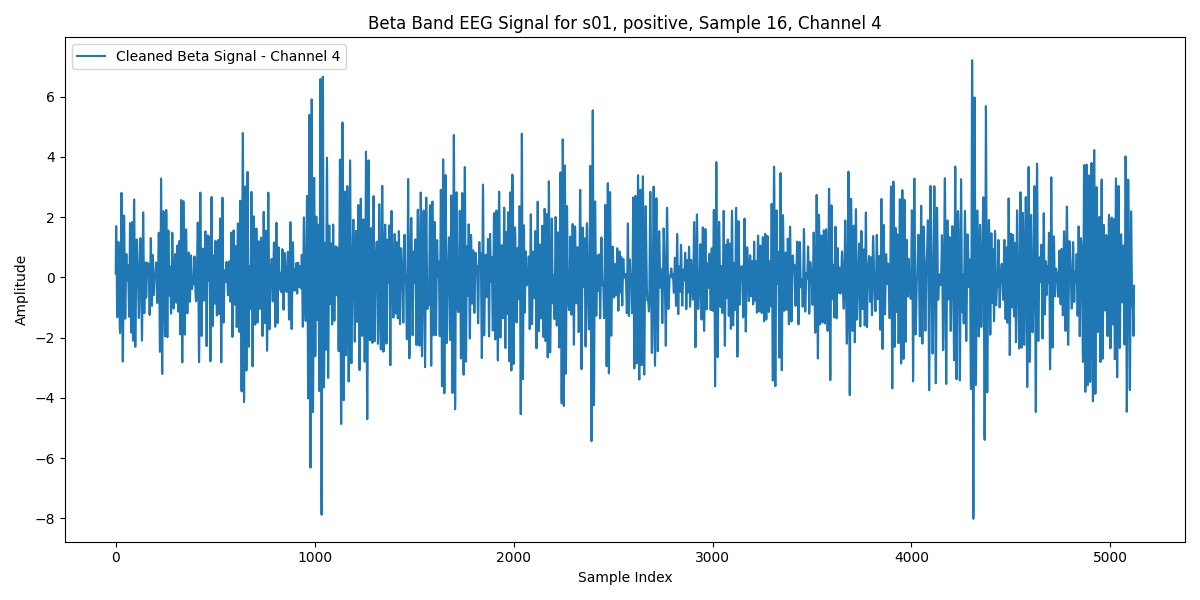 Beta Band EEG Signal for s01, positive, Sample 16, Channel 4
Cleaned Beta Signal - Channel 4
6
4
2
0
−2
−4
−6
−8
Amplitude
0 1000 2000 3000 4000 5000
Sample Index